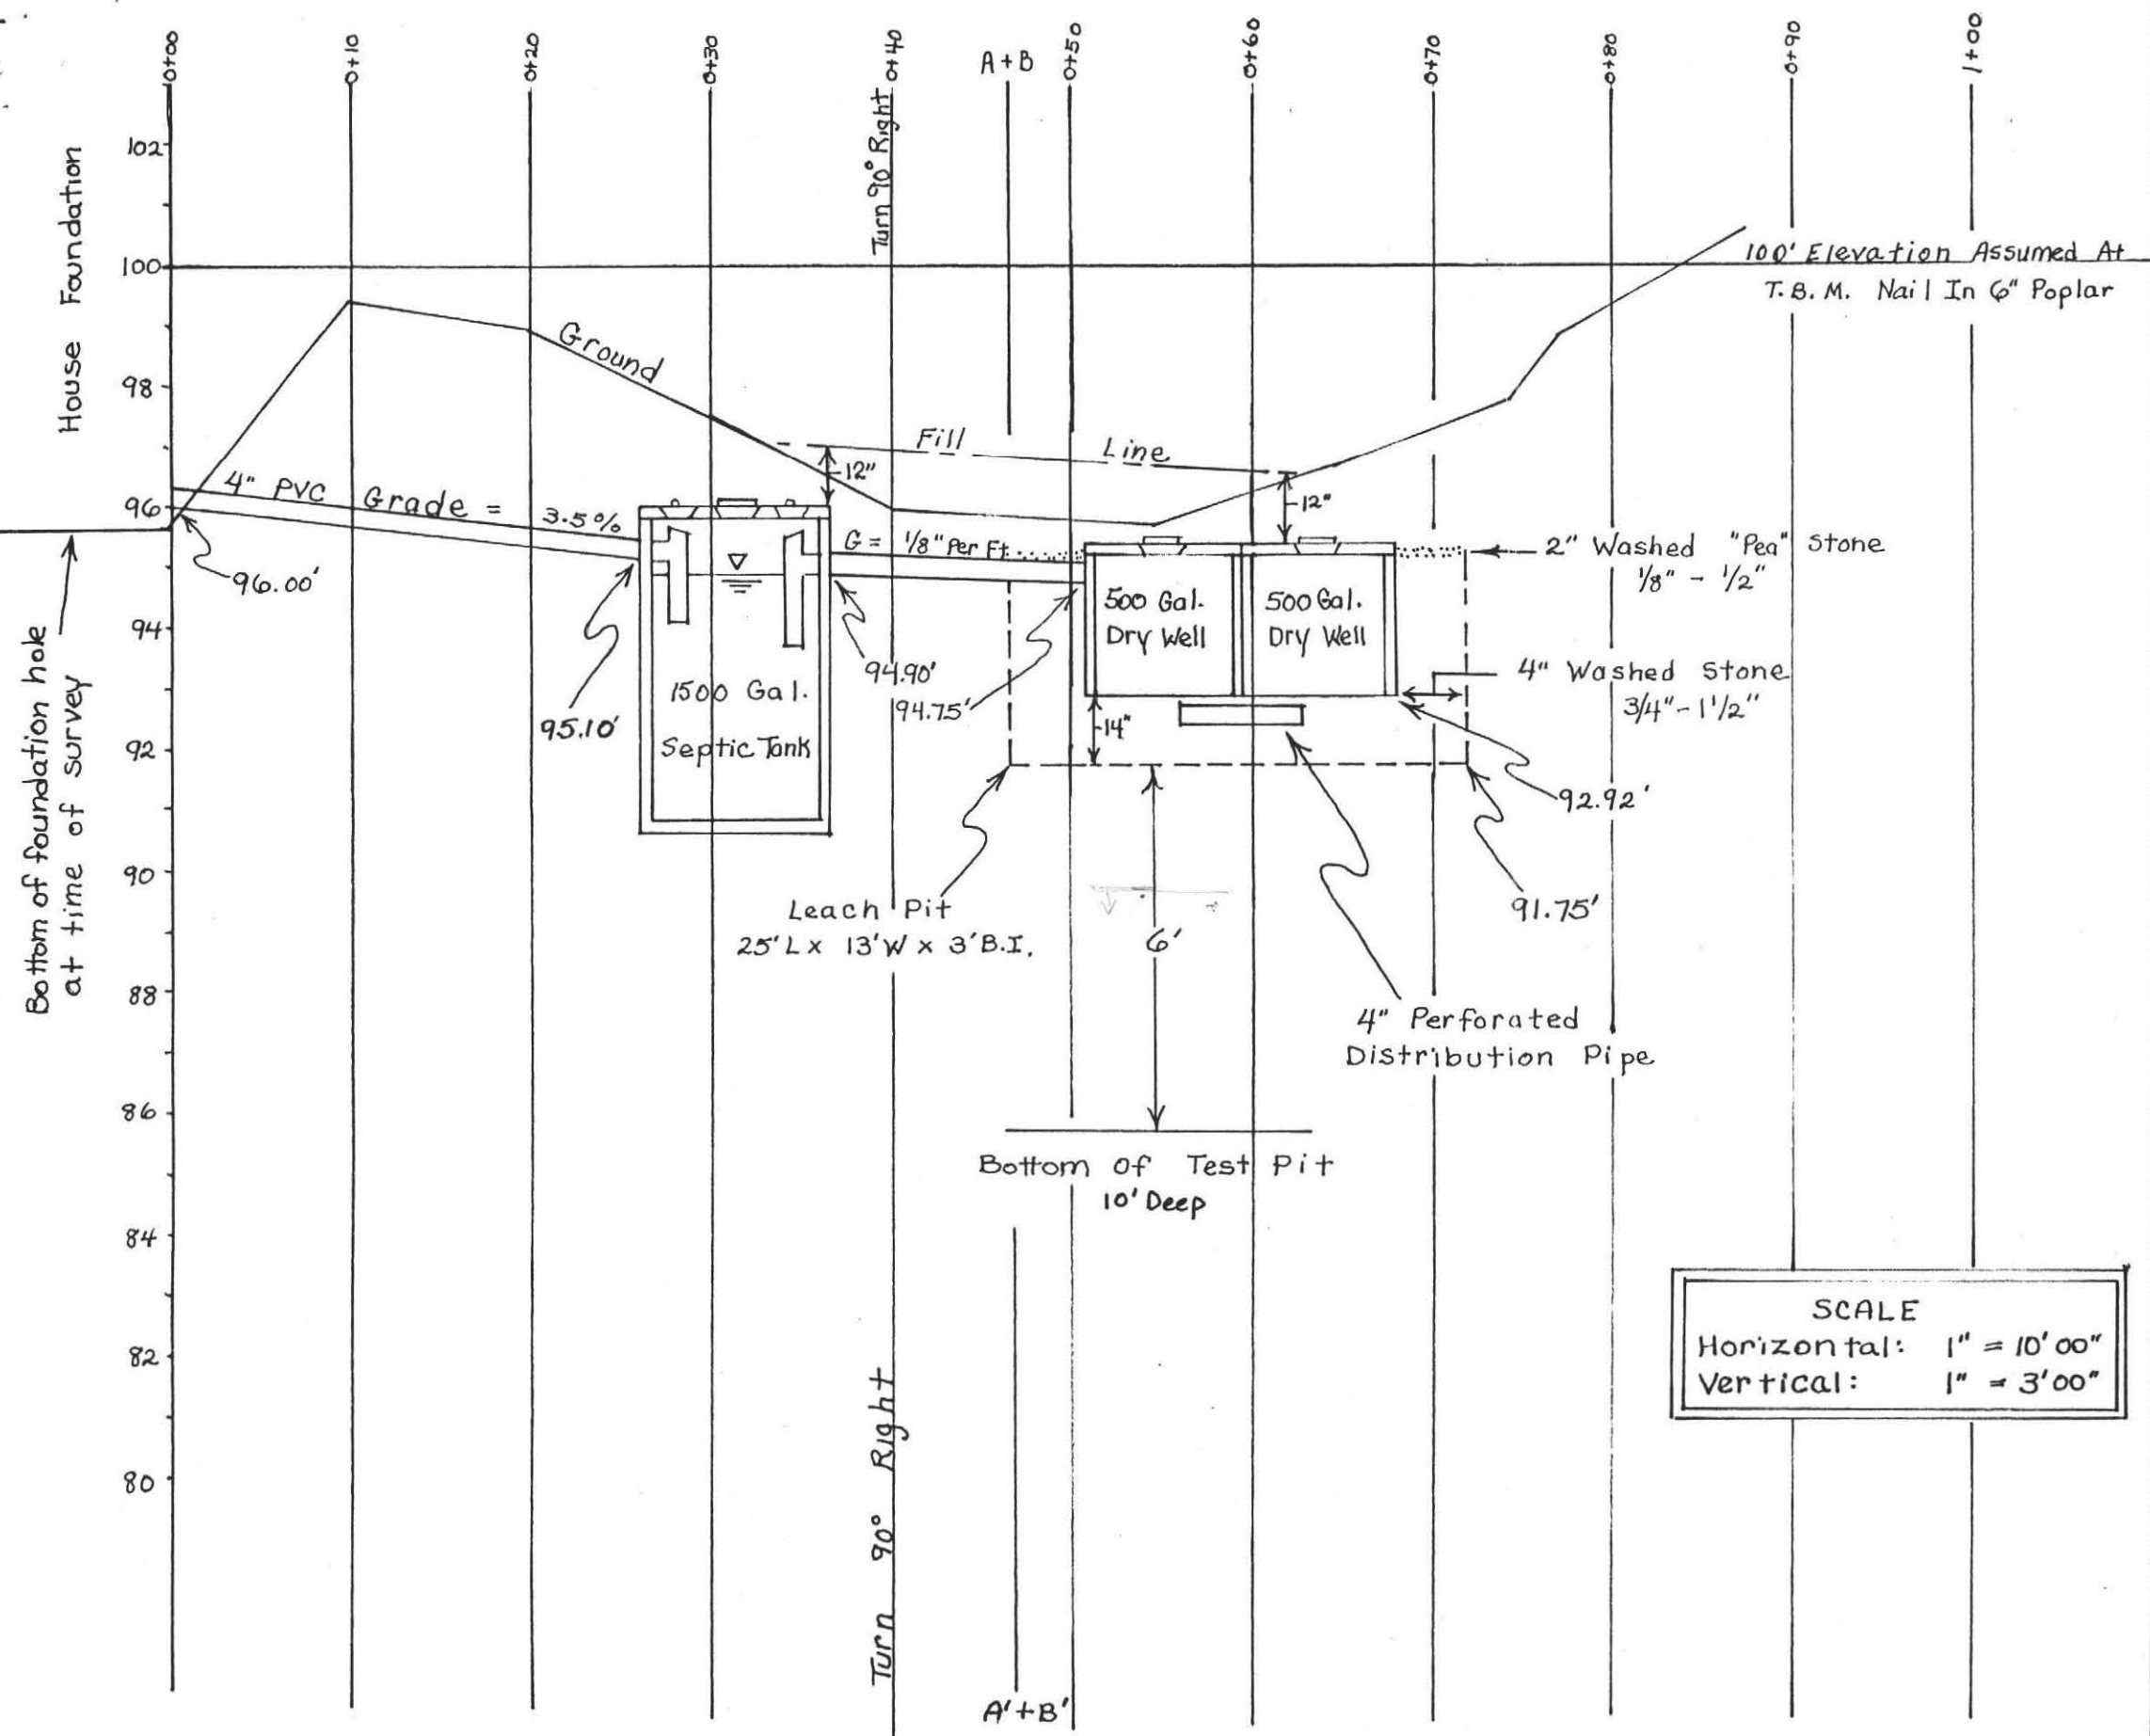 0+00
0+10
0+20
0+30
0+40
A+B
0+50
0+60
0+70
0+80
0+90
1+00
Turn 90° Right
House Foundation
102
100
98
96
94
92
90
88
86
84
82
80
100' Elevation Assumed At
T.B.M. Nail In 6" Poplar
Ground
Fill Line
12"
12"
4" PVC Grade = 3.5%
G = 1/8" Per Ft.
2" Washed "Pea" Stone
1/8" - 1/2"
96.00'
500 Gal.
Dry Well
500 Gal.
Dry Well
Bottom of foundation hole
at time of survey
94.90'
94.75'
95.10'
1500 Gal.
Septic Tank
4" Washed Stone
3/4" - 1 1/2"
14"
92.92'
91.75'
Leach Pit
25'L x 13'W x 3'B.I.
6'
4" Perforated
Distribution Pipe
Bottom of Test Pit
10' Deep
SCALE
Horizontal: 1" = 10'00"
Vertical: 1" = 3'00"
Turn 90° Right
A'+B'